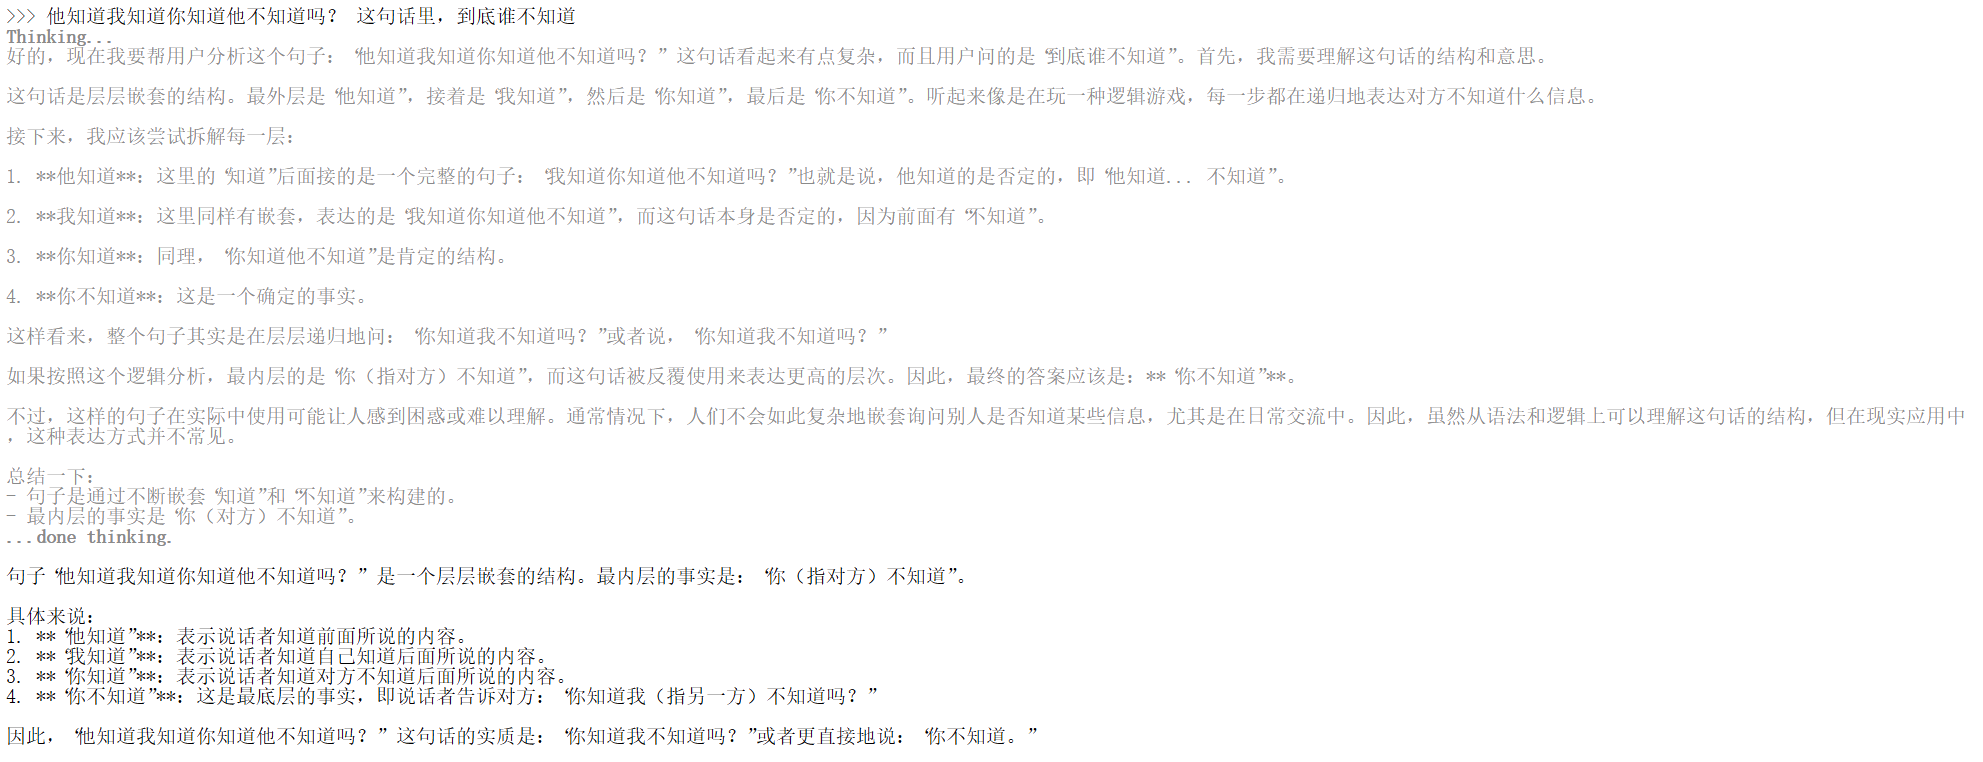 >>> 他知道我知道你知道他不知道吗？ 这句话里，到底谁不知道
Thinking...
好的，现在我要帮用户分析这个句子：“他知道我知道你知道他不知道吗？”这句话看起来有点复杂，而且用户问的是“到底谁不知道”。首先，我需要理解这句话的结构和意思。
这句话是层层嵌套的结构。最外层是“他知道”，接着是“我知道”，然后是“你知道”，最后是“你不知道”。听起来像是在玩一种逻辑游戏，每一步都在递归地表达对方不知道什么信息。
接下来，我应该尝试拆解每一层：
1. **他知道**：这里的“知道”后面接的是一个完整的句子：“我知道你知道他不知道吗？”也就是说，他知道的是否定的，即“他知道... 不知道”。
2. **我知道**：这里同样有嵌套，表达的是“我知道你知道他不知道”，而这句话本身是否定的，因为前面有“不知道”。
3. **你知道**：同理，“你知道他不知道”是肯定的结构。
4. **你不知道**：这是一个确定的事实。
这样看来，整个句子其实是在层层递归地问：“你知道我不知道吗？”或者说，“你知道我不知道吗？”
如果按照这个逻辑分析，最内层的是“你（指对方）不知道”，而这句话被反覆使用来表达更高的层次。因此，最终的答案应该是：**“你不知道”**。
不过，这样的句子在实际中使用可能让人感到困惑或难以理解。通常情况下，人们不会如此复杂地嵌套询问别人是否知道某些信息，尤其是在日常交流中。因此，虽然从语法和逻辑上可以理解这句话的结构，但在现实应用中
，这种表达方式并不常见。
总结一下：
- 句子是通过不断嵌套“知道”和“不知道”来构建的。
- 最内层的事实是“你（对方）不知道”。
...done thinking.
句子“他知道我知道你知道他不知道吗？”是一个层层嵌套的结构。最内层的事实是：“你（指对方）不知道”。
具体来说：
1. **“他知道”**：表示说话者知道前面所说的内容。
2. **“我知道”**：表示说话者知道自己知道后面所说的内容。
3. **“你知道”**：表示说话者知道对方不知道后面所说的内容。
4. **“你不知道”**：这是最底层的事实，即说话者告诉对方：“你知道我（指另一方）不知道吗？”
因此，“他知道我知道你知道他不知道吗？”这句话的实质是：“你知道我不知道吗？”或者更直接地说：“你不知道。”